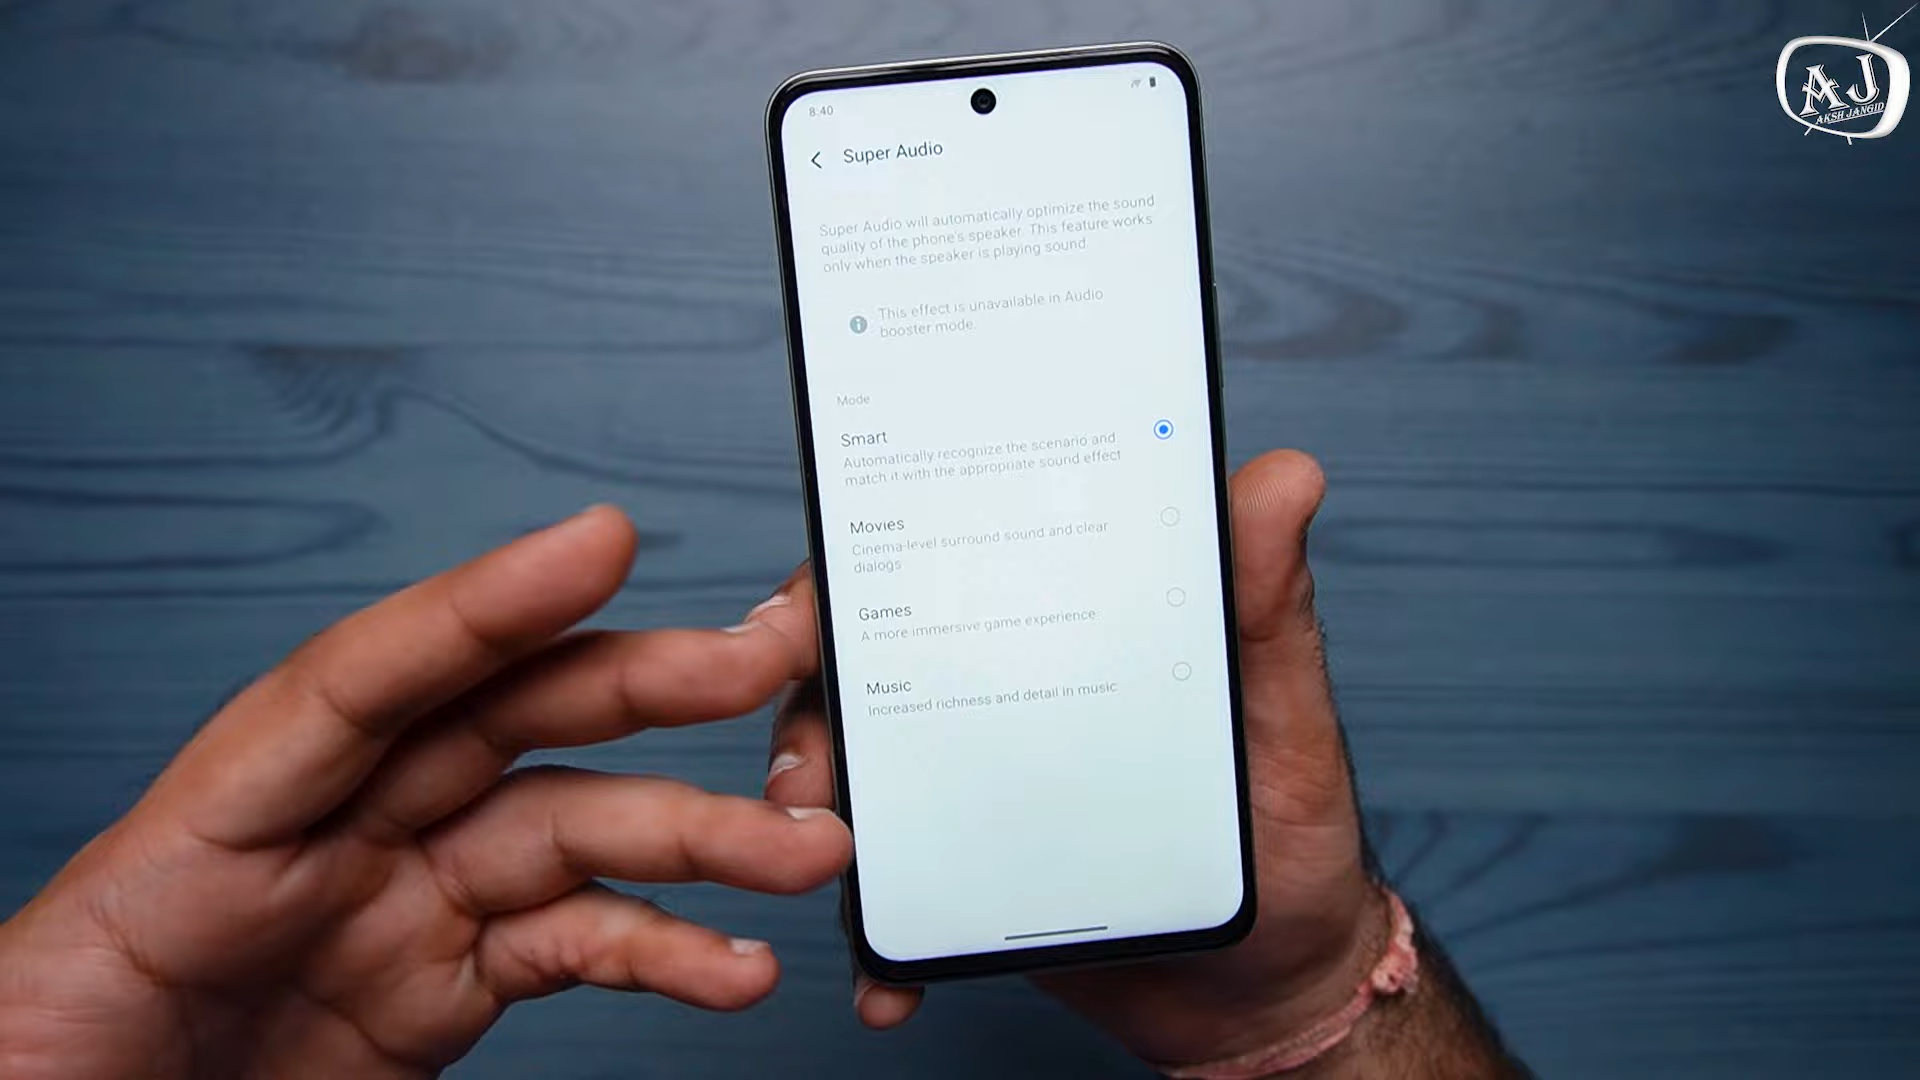 AJ
AKSH JANGID
8:40
Super Audio
Super Audio will automatically optimize the sound
quality of the phone's speaker. This feature works
only when the speaker is playing sound.
This effect is unavailable in Audio
booster mode.
Mode
Smart
Automatically recognize the scenario and
match it with the appropriate sound effect
Movies
Cinema-level surround sound and clear
dialogs
Games
A more immersive game experience
Music
Increased richness and detail in music